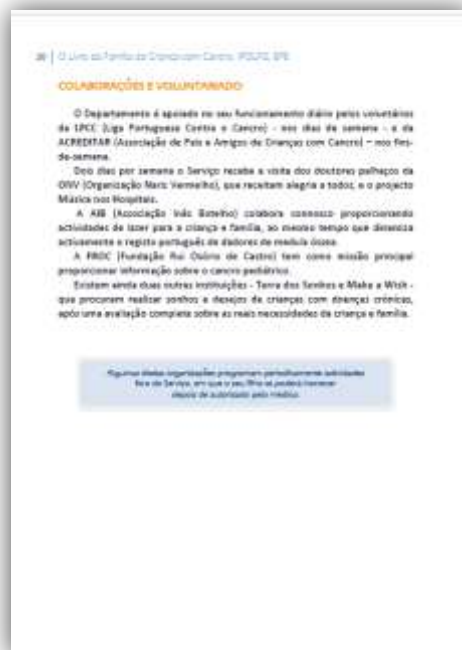 O Livro da Família da Criança com Cancro, IPOLFG, EPE
COLABORAÇÕES E VOLUNTARIADO
O Departamento é apoiado no seu funcionamento diário pelos voluntários
da LPCC (Liga Portuguesa Contra o Cancro) - nos dias de semana - e da
ACREDITAR (Associação de Pais e Amigos de Crianças com Cancro) – nos fins-
de-semana.
Dois dias por semana o Serviço recebe a visita dos doutores palhaços da
ONV (Organização Nariz Vermelho), que receitam alegria a todos, e o projecto
Música nos Hospitais.
A AIB (Associação Inês Botelho) colabora connosco proporcionando
actividades de lazer para a criança e família, ao mesmo tempo que dinamiza
activamente o registo português de dadores de medula óssea.
A FROC (Fundação Rui Osório de Castro) tem como missão principal
proporcionar informação sobre o cancro pediátrico.
Existem ainda duas outras instituições - Terra dos Sonhos e Make a Wish -
que procuram realizar sonhos e desejos de crianças com doenças crónicas,
após uma avaliação completa sobre as reais necessidades da criança e família.
Algumas destas organizações programam periodicamente actividades
fora do Serviço, em que o seu filho só poderá inscrever
depois de autorizado pelo médico